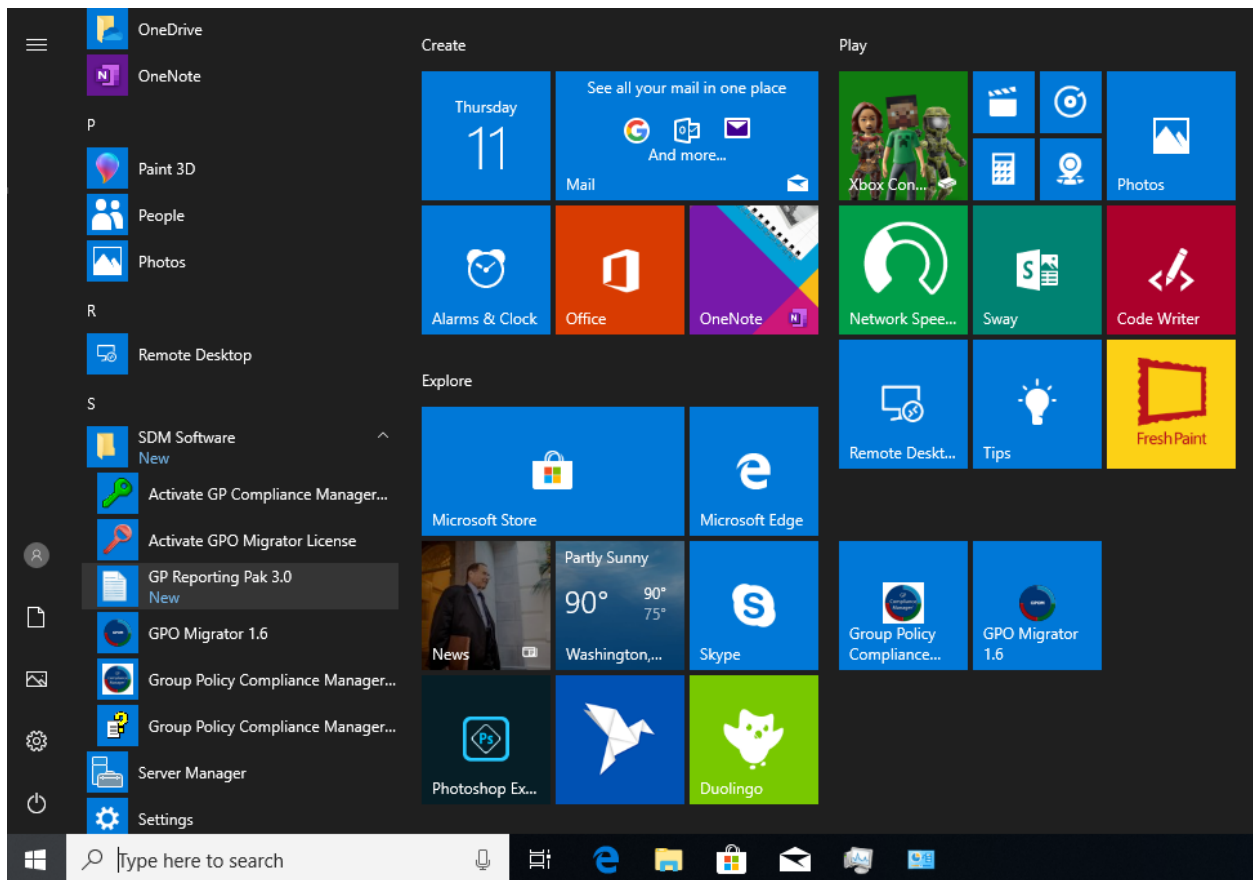 OneDrive
OneNote
P
Paint 3D
People
Photos
R
Remote Desktop
S
SDM Software
New
Activate GP Compliance Manager...
Activate GPO Migrator License
GP Reporting Pak 3.0
New
GPO Migrator 1.6
Group Policy Compliance Manager...
Group Policy Compliance Manager...
Server Manager
Settings
Create
Thursday
11
See all your mail in one place
And more...
Mail
Alarms & Clock
Office
OneNote
Explore
Microsoft Store
Microsoft Edge
News
Partly Sunny
90°
90°
75°
Washington,...
Skype
Ps
Photoshop Ex...
Duolingo
Play
Xbox Con...
Photos
Network Spee...
Sway
Code Writer
Remote Deskt...
Tips
Fresh Paint
Group Policy
Compliance...
GPO Migrator
1.6
Type here to search